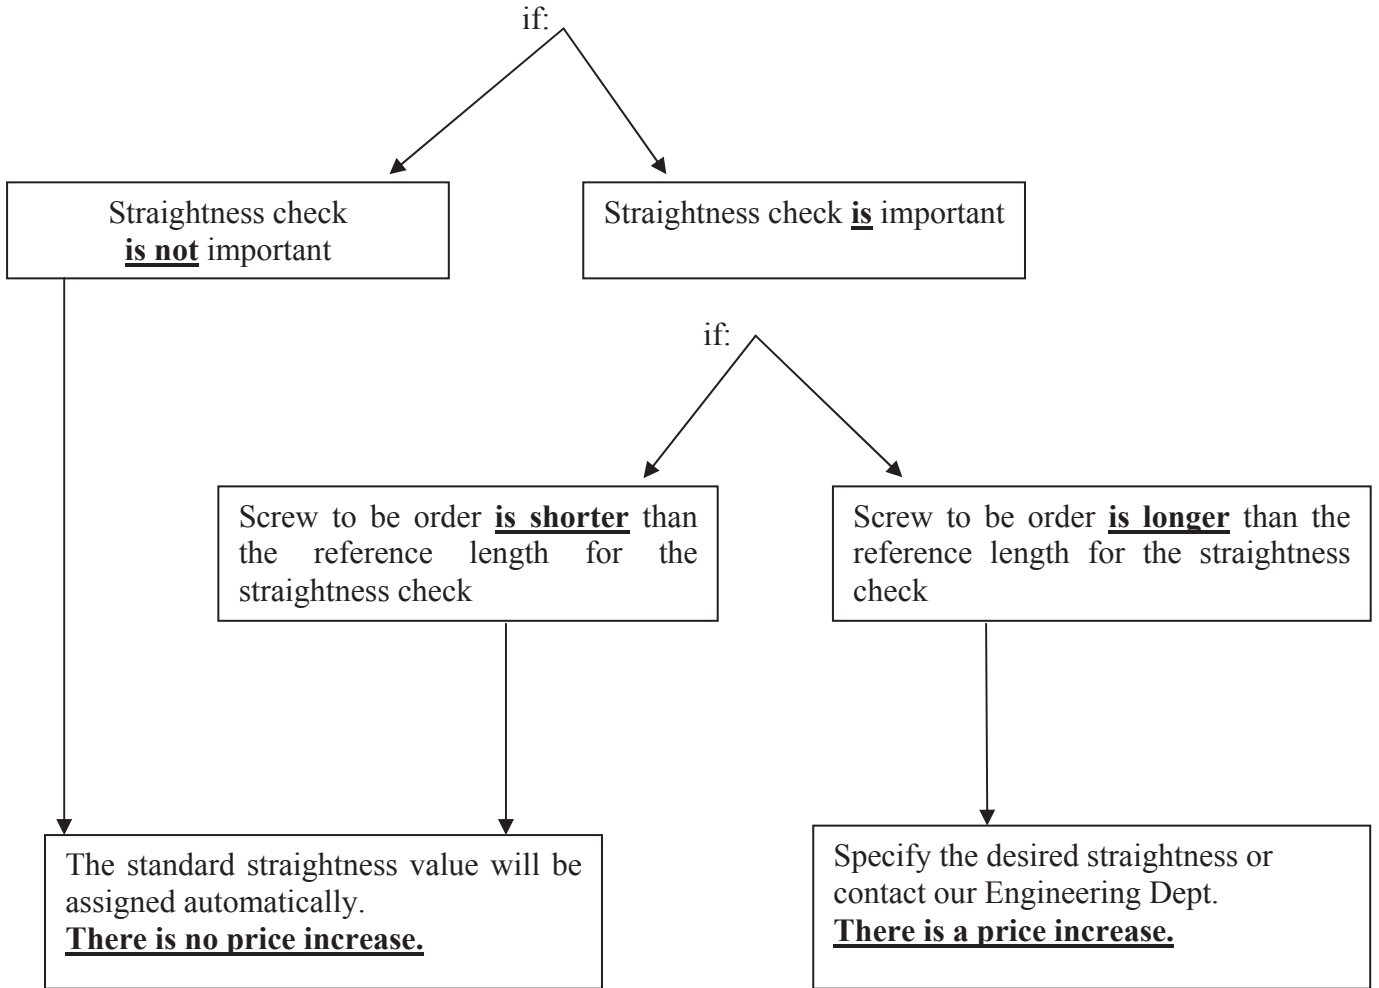 if:
Straightness check
is not important
Straightness check is important
if:
Screw to be order is shorter than
the reference length for the
straightness check
Screw to be order is longer than the
reference length for the straightness
check
The standard straightness value will be
assigned automatically.
There is no price increase.
Specify the desired straightness or
contact our Engineering Dept.
There is a price increase.